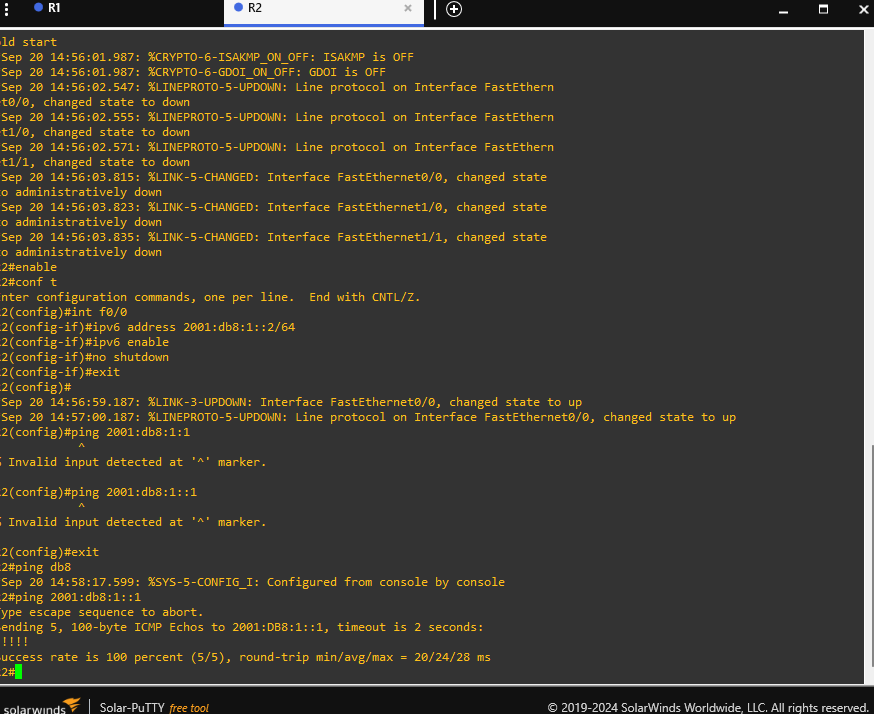 R1
R2
old start
Sep 20 14:56:01.987: %CRYPTO-6-ISAKMP_ON_OFF: ISAKMP is OFF
Sep 20 14:56:01.987: %CRYPTO-6-GDOI_ON_OFF: GDOI is OFF
Sep 20 14:56:02.547: %LINEPROTO-5-UPDOWN: Line protocol on Interface FastEthern
et0/0, changed state to down
Sep 20 14:56:02.555: %LINEPROTO-5-UPDOWN: Line protocol on Interface FastEthern
et1/0, changed state to down
Sep 20 14:56:02.571: %LINEPROTO-5-UPDOWN: Line protocol on Interface FastEthern
et1/1, changed state to down
Sep 20 14:56:03.815: %LINK-5-CHANGED: Interface FastEthernet0/0, changed state
to administratively down
Sep 20 14:56:03.823: %LINK-5-CHANGED: Interface FastEthernet1/0, changed state
to administratively down
Sep 20 14:56:03.835: %LINK-5-CHANGED: Interface FastEthernet1/1, changed state
to administratively down
2#enable
2#conf t
nter configuration commands, one per line.  End with CNTL/Z.
2(config)#int f0/0
2(config-if)#ipv6 address 2001:db8:1::2/64
2(config-if)#ipv6 enable
2(config-if)#no shutdown
2(config-if)#exit
2(config)#
Sep 20 14:56:59.187: %LINK-3-UPDOWN: Interface FastEthernet0/0, changed state to up
Sep 20 14:57:00.187: %LINEPROTO-5-UPDOWN: Line protocol on Interface FastEthernet0/0, changed state to up
2(config)#ping 2001:db8:1:1
^
% Invalid input detected at '^' marker.
2(config)#ping 2001:db8:1::1
^
% Invalid input detected at '^' marker.
2(config)#exit
2#ping db8
Sep 20 14:58:17.599: %SYS-5-CONFIG_I: Configured from console by console
2#ping 2001:db8:1::1
Type escape sequence to abort.
Sending 5, 100-byte ICMP Echos to 2001:DB8:1::1, timeout is 2 seconds:
!!!!
Success rate is 100 percent (5/5), round-trip min/avg/max = 20/24/28 ms
2#
solarwinds Solar-PuTTY free tool © 2019-2024 SolarWinds Worldwide, LLC. All rights reserved.